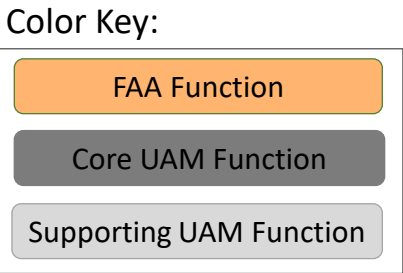 Color Key:
FAA Function
Core UAM Function
Supporting UAM Function